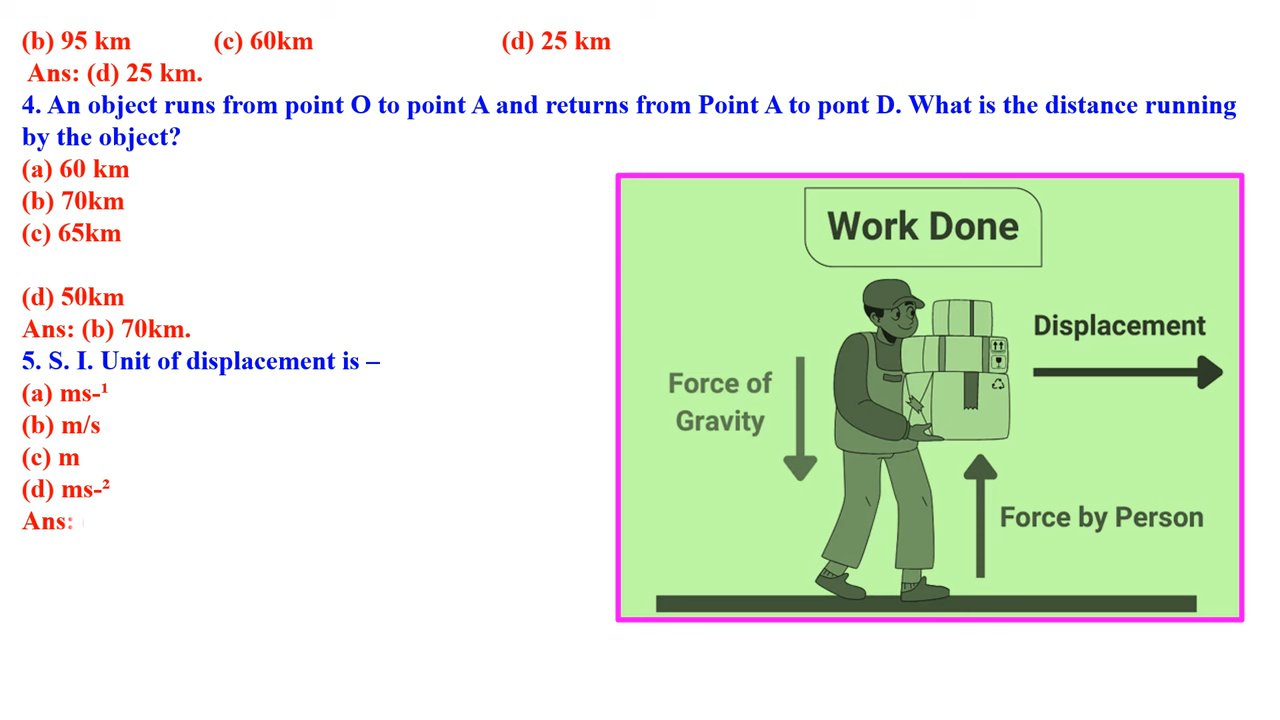 (b) 95 km (c) 60km (d) 25 km
Ans: (d) 25 km.
4. An object runs from point O to point A and returns from Point A to pont D. What is the distance running
by the object?
(a) 60 km
(b) 70km
(c) 65km
(d) 50km
Ans: (b) 70km.
5. S. I. Unit of displacement is –
(a) ms-¹
(b) m/s
(c) m
(d) ms-²
Ans:
Work Done
Displacement
Force of
Gravity
Force by Person